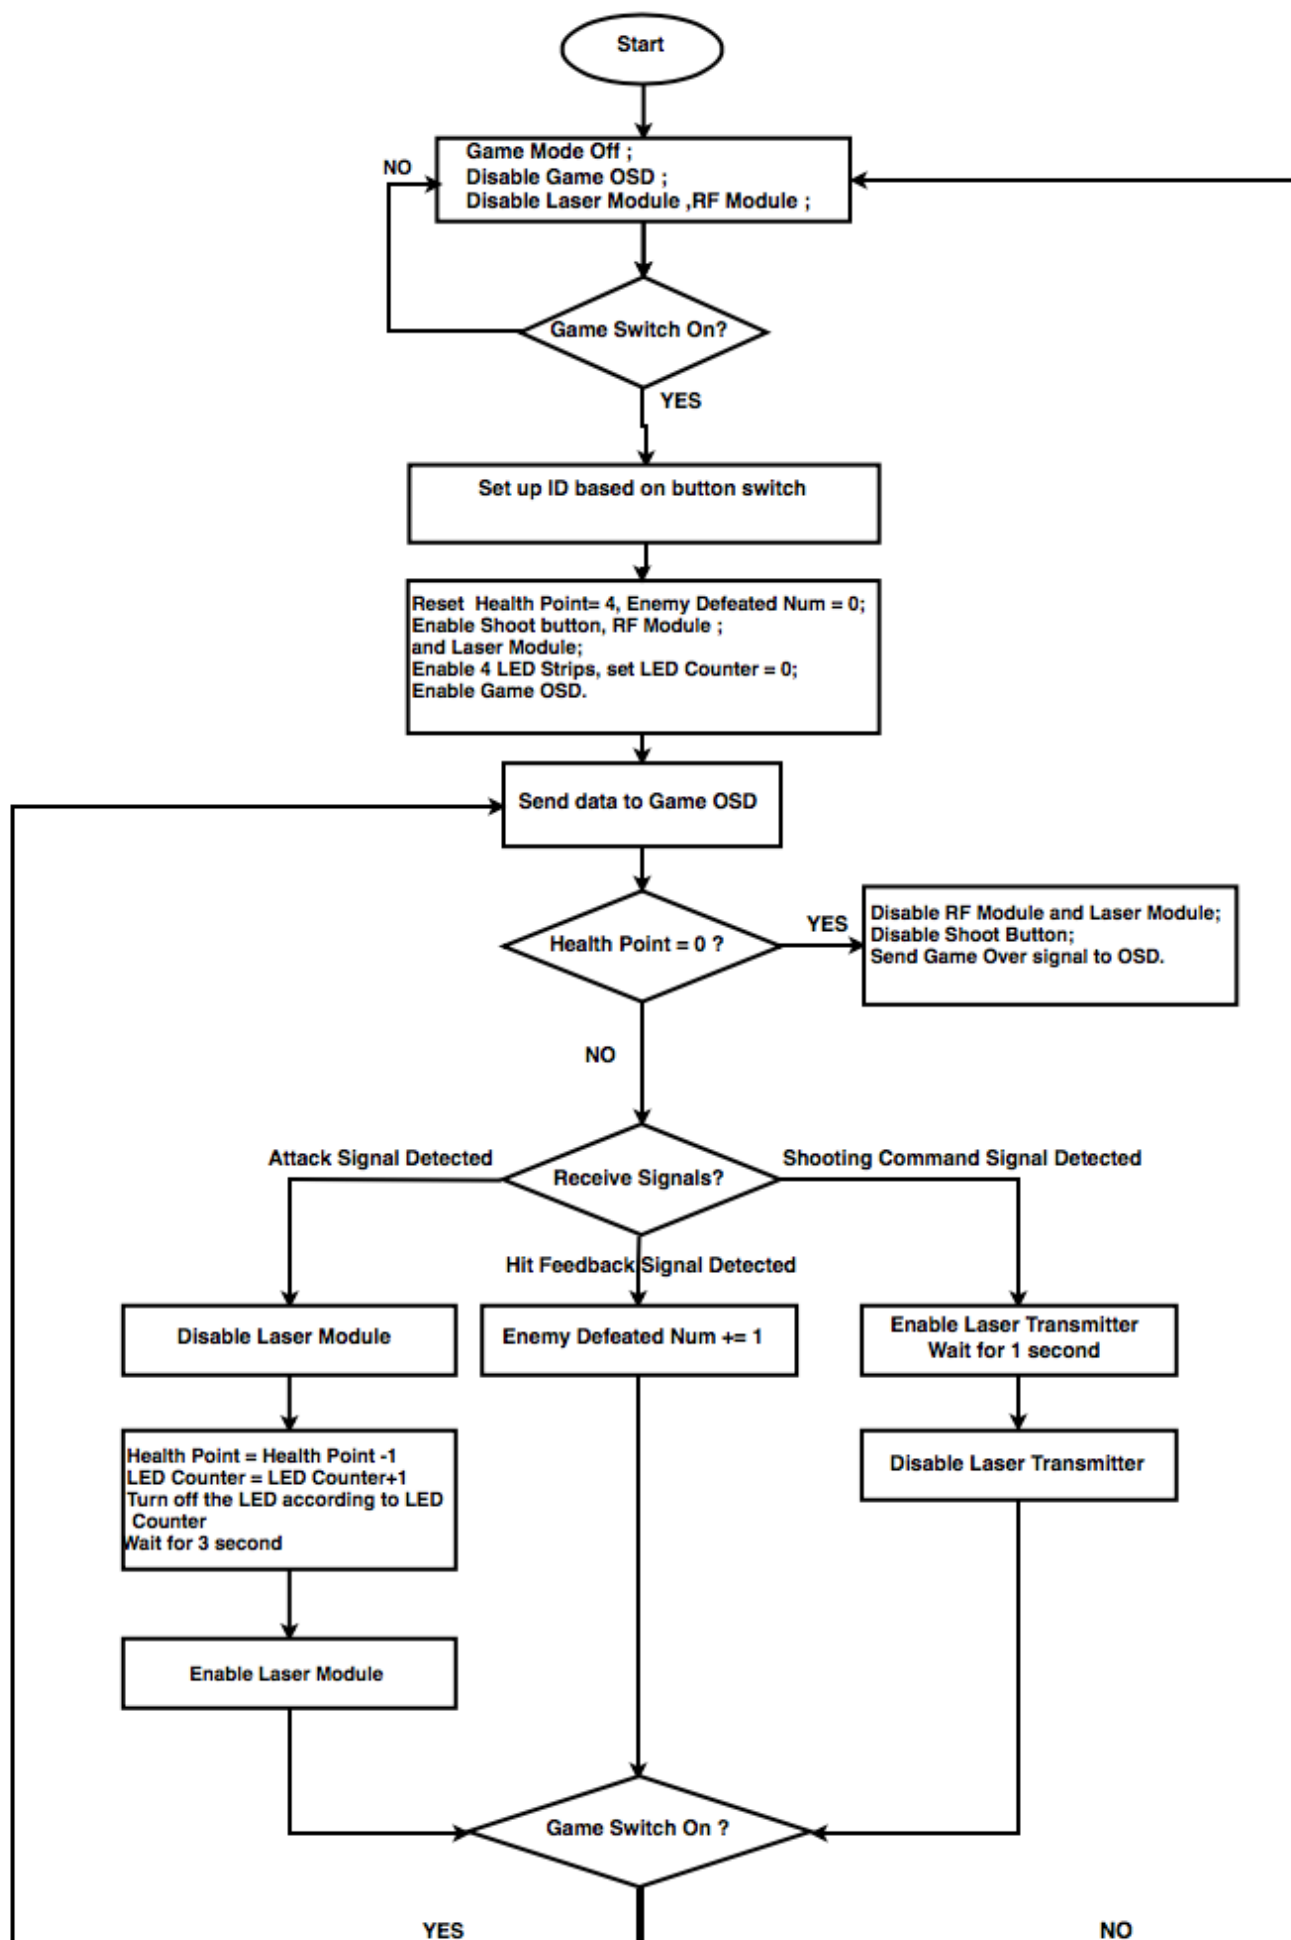 Start
Game Mode Off ;
Disable Game OSD ;
Disable Laser Module ,RF Module ;
NO
Game Switch On?
YES
Set up ID based on button switch
Reset Health Point= 4, Enemy Defeated Num = 0;
Enable Shoot button, RF Module ;
and Laser Module;
Enable 4 LED Strips, set LED Counter = 0;
Enable Game OSD.
Send data to Game OSD
Health Point = 0 ?
YES
Disable RF Module and Laser Module;
Disable Shoot Button;
Send Game Over signal to OSD.
NO
Attack Signal Detected
Receive Signals?
Shooting Command Signal Detected
Hit Feedback Signal Detected
Disable Laser Module
Enemy Defeated Num += 1
Enable Laser Transmitter
Wait for 1 second
Health Point = Health Point -1
LED Counter = LED Counter+1
Turn off the LED according to LED
Counter
Wait for 3 second
Disable Laser Transmitter
Enable Laser Module
Game Switch On ?
YES
NO